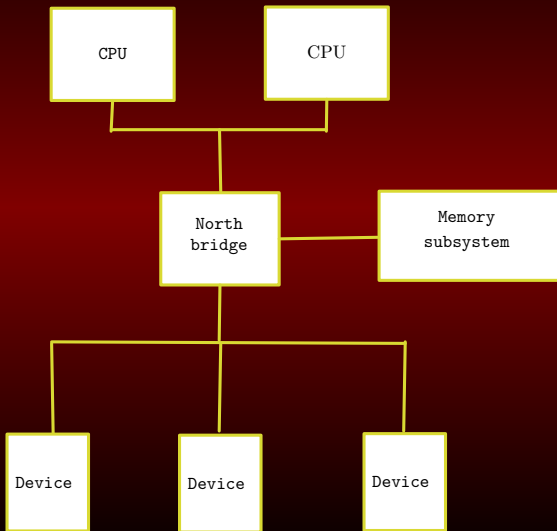 CPU
CPU
North
bridge
Memory
subsystem
Device
Device
Device